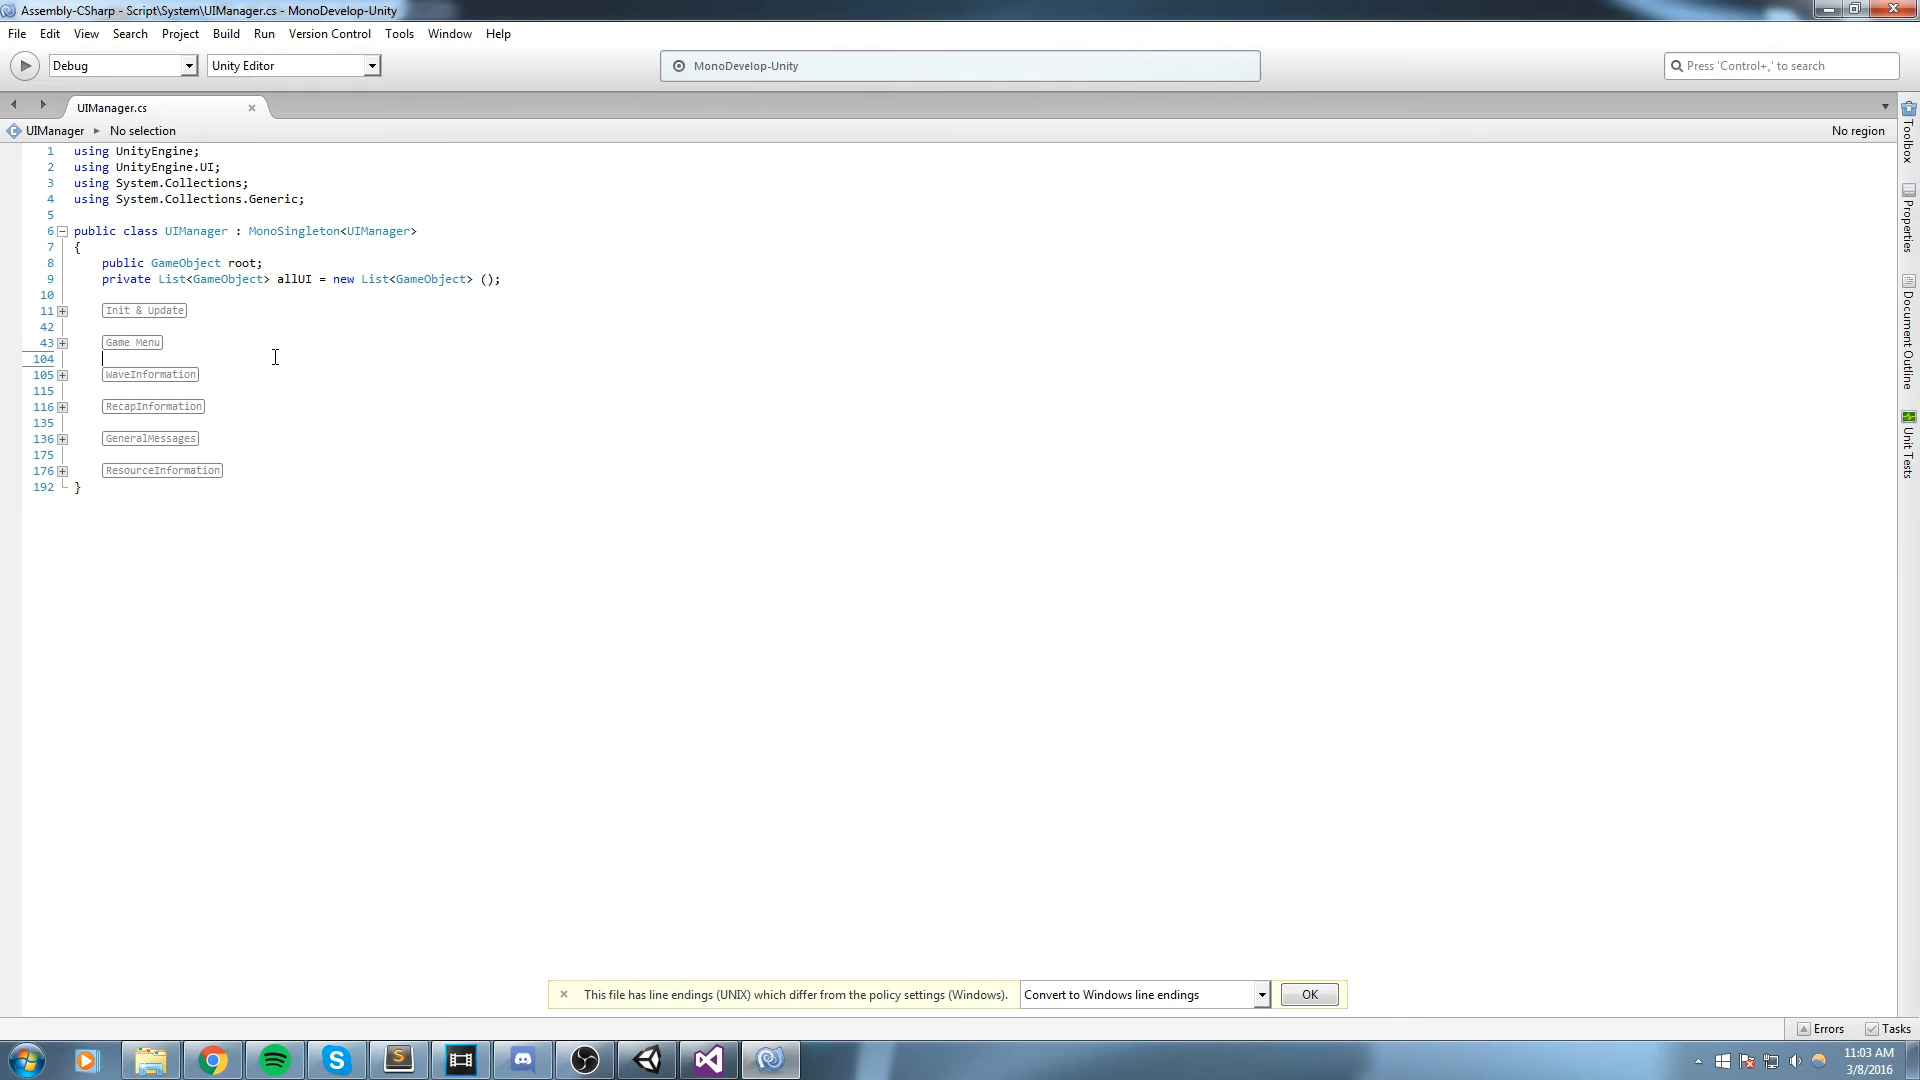 Assembly-CSharp - Script\System\UIManager.cs - MonoDevelop-Unity
File Edit View Search Project Build Run Version Control Tools Window Help
Debug Unity Editor MonoDevelop-Unity Press 'Control+,' to search
UIManager.cs
UIManager No selection No region
1 using UnityEngine;
2 using UnityEngine.UI;
3 using System.Collections;
4 using System.Collections.Generic;
5
6 public class UIManager : MonoSingleton<UIManager>
7 {
8 public GameObject root;
9 private List<GameObject> allUI = new List<GameObject> ();
10
11 Init & Update
42
43 Game Menu
104
105 WaveInformation
115
116 RecapInformation
135
136 GeneralMessages
175
176 ResourceInformation
192 }
Toolbox
Properties
Document Outline
Unit Tests
This file has line endings (UNIX) which differ from the policy settings (Windows). Convert to Windows line endings OK
Errors Tasks
11:03 AM
3/8/2016